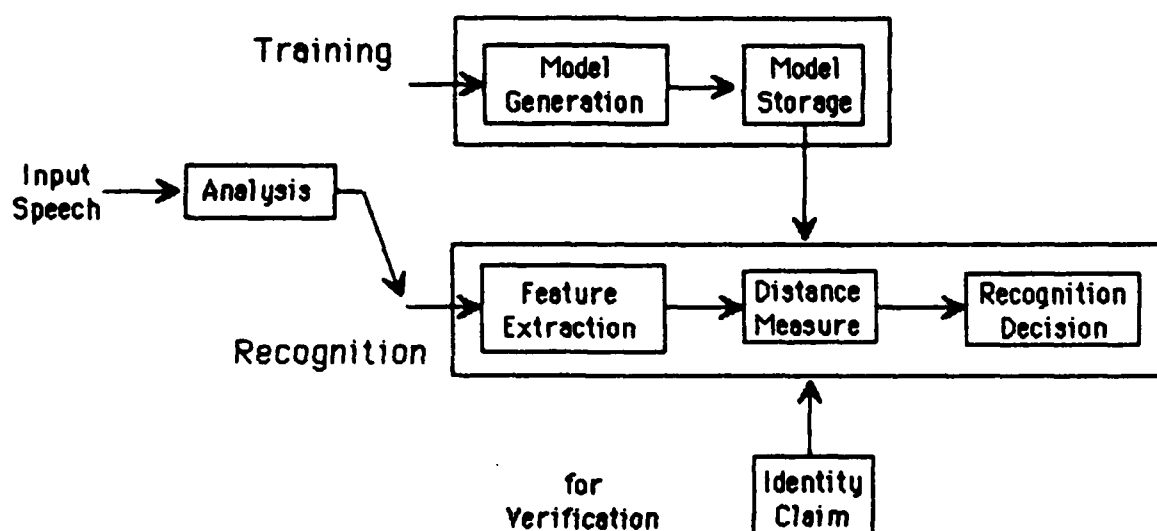 Training
Model
Generation
Model
Storage
Input
Speech
Analysis
Feature
Extraction
Distance
Measure
Recognition
Decision
Recognition
for
Verification
Identity
Claim